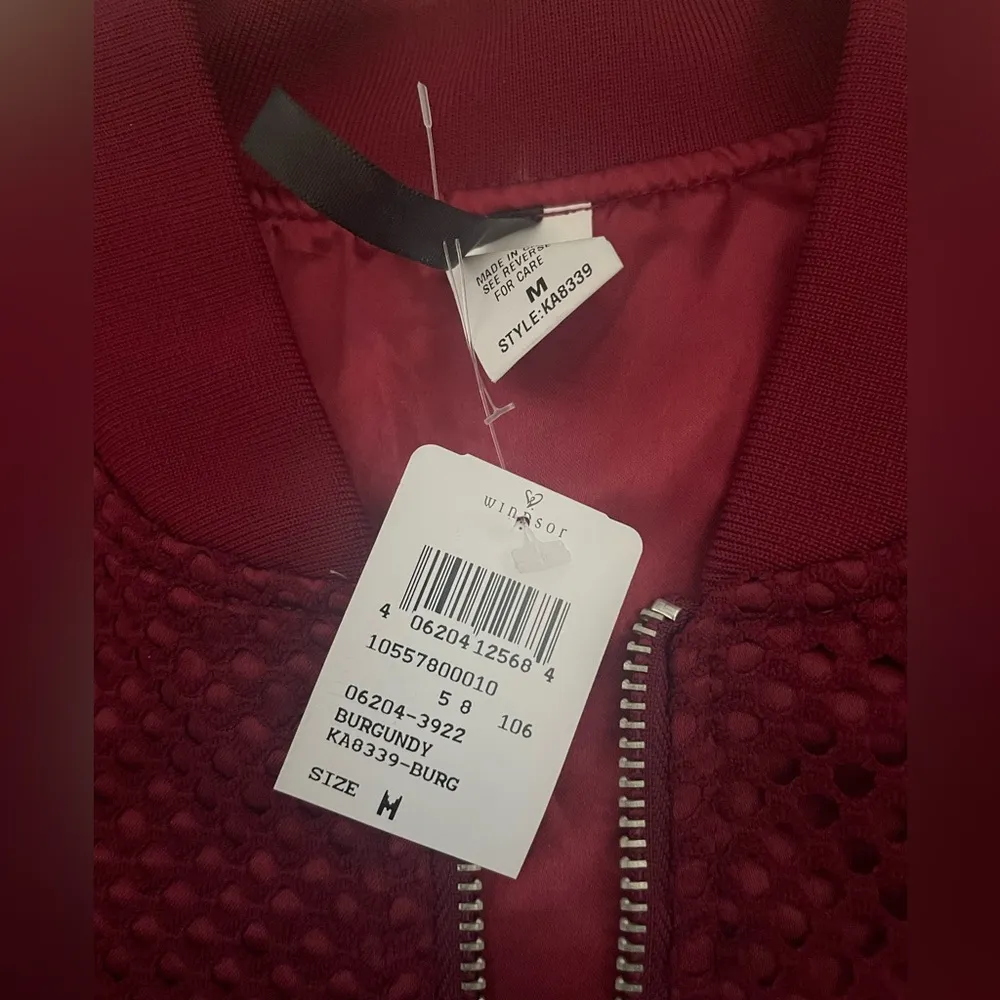 MADE IN
SEE REVERSE
FOR CARE
M
STYLE:KA8339
windsor
4 06204 12568 4
10557800010
5 8 106
06204-3922
BURGUNDY
KA8339-BURG
SIZE M